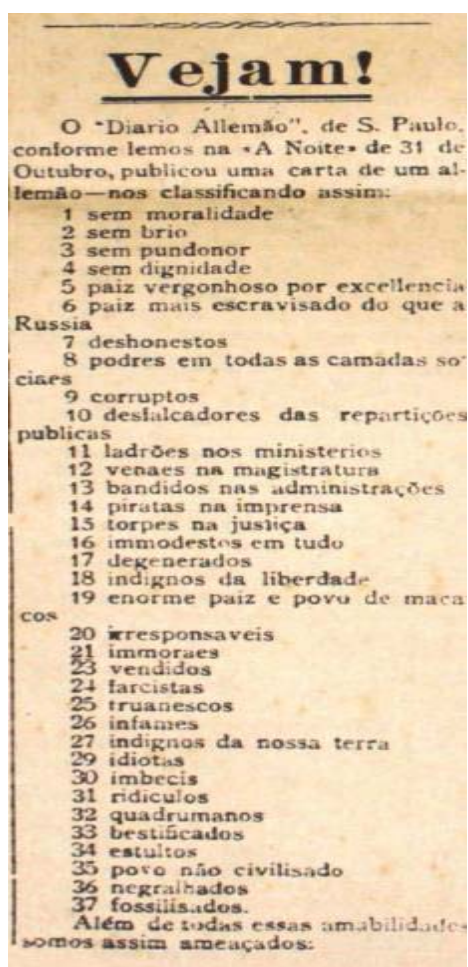 Vejam!
O "Diario Allemão", de S. Paulo,
conforme lemos na «A Noite» de 31 de
Outubro, publicou uma carta de um al-
lemão—nos classificando assim:
1 sem moralidade
2 sem brio
3 sem pundonor
4 sem dignidade
5 paiz vergonhoso por excellencia
6 paiz mais escravisado do que a
Russia
7 deshonestos
8 podres em todas as camadas so-
ciaes
9 corruptos
10 desfalcadores das repartições
publicas
11 ladrões nos ministerios
12 venaes na magistratura
13 bandidos nas administrações
14 piratas na imprensa
15 torpes na justiça
16 immodestos em tudo
17 degenerados
18 indignos da liberdade
19 enorme paiz e povo de maca
cos
20 irresponsaveis
21 immoraes
23 vendidos
24 farcistas
25 truanescos
26 infames
27 indignos da nossa terra
29 idiotas
30 imbecis
31 ridiculos
32 quadrumanos
33 bestificados
34 estultos
35 povo não civilisado
36 negralhados
37 fossilisados.
Além de todas essas amabilidades
somos assim ameaçados: